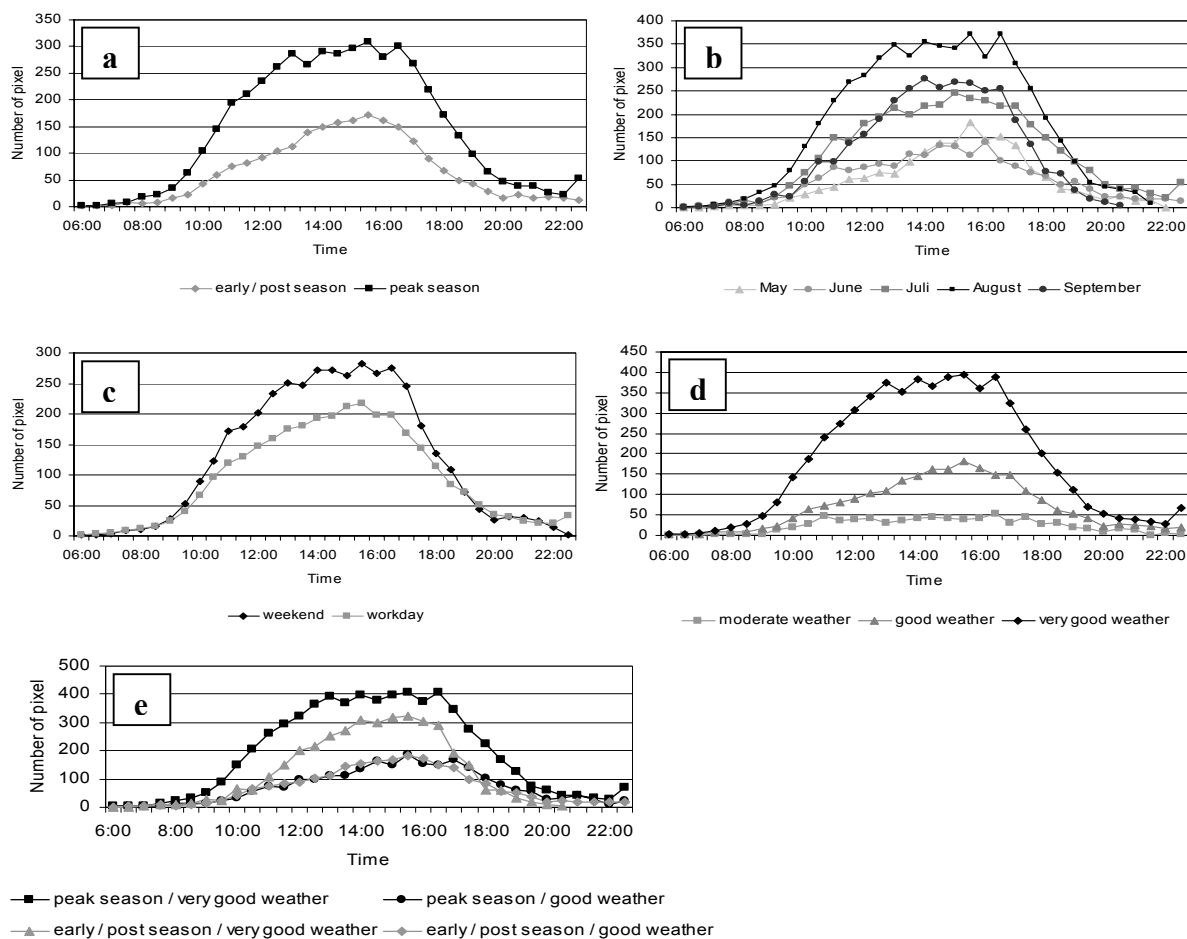 a
350
300
250
200
150
100
50
0
Number of pixel
06:00 08:00 10:00 12:00 14:00 16:00 18:00 20:00 22:00
Time
early / post season peak season
b
400
350
300
250
200
150
100
50
0
Number of pixel
06:00 08:00 10:00 12:00 14:00 16:00 18:00 20:00 22:00
Time
May June Juli August September
c
300
250
200
150
100
50
0
Number of pixel
06:00 08:00 10:00 12:00 14:00 16:00 18:00 20:00 22:00
Time
weekend workday
d
450
400
350
300
250
200
150
100
50
0
Number of pixel
06:00 08:00 10:00 12:00 14:00 16:00 18:00 20:00 22:00
Time
moderate weather good weather very good weather
e
500
400
300
200
100
0
Number of pixel
6:00 8:00 10:00 12:00 14:00 16:00 18:00 20:00 22:00
Time
peak season / very good weather peak season / good weather
early / post season / very good weather early / post season / good weather